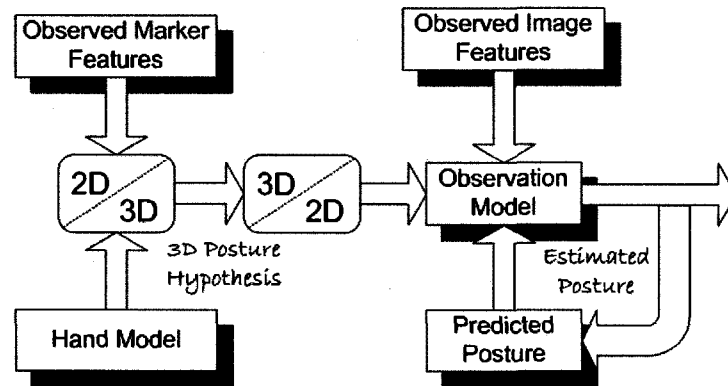 Observed Marker
Features
Observed Image
Features
2D
3D
3D
2D
Observation
Model
3D Posture
Hypothesis
Estimated
Posture
Hand Model
Predicted
Posture